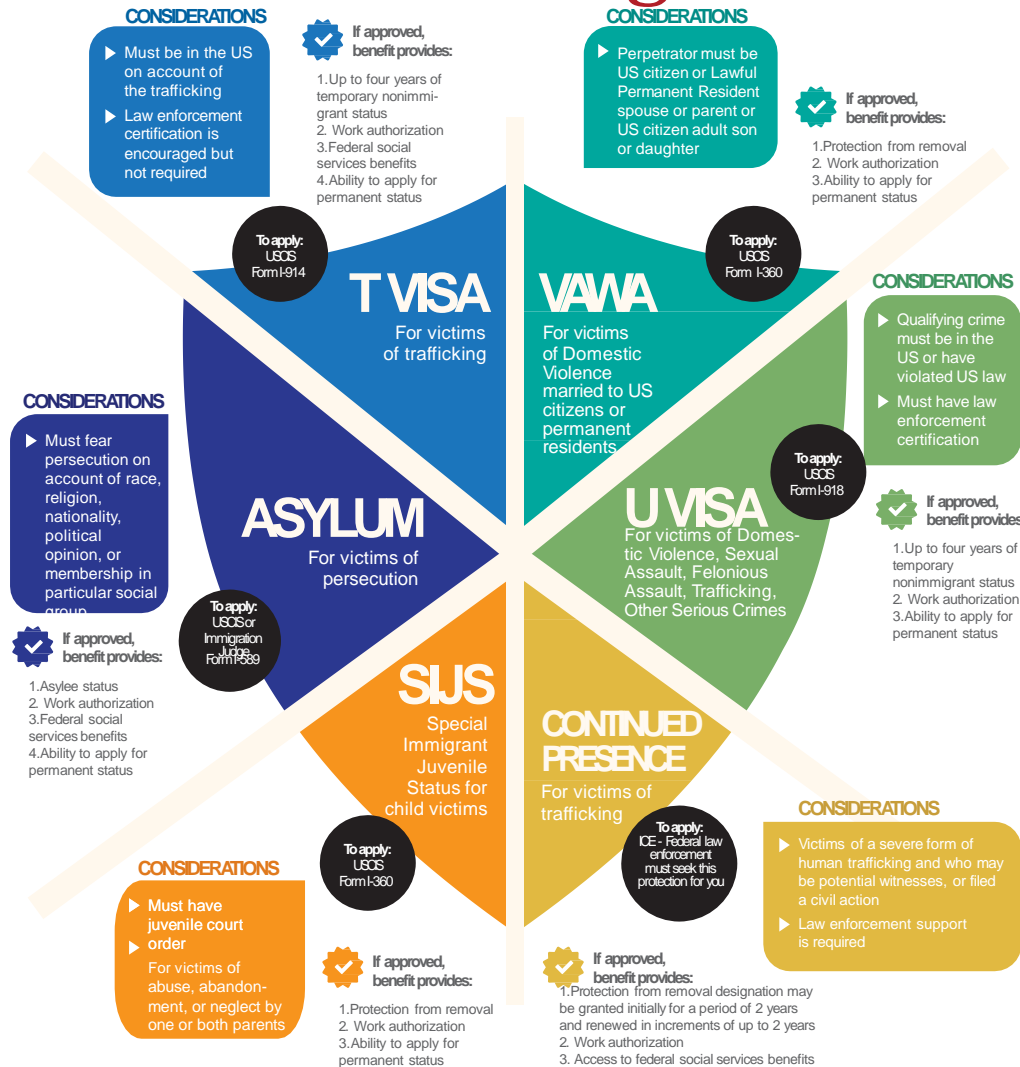 CONSIDERATIONS
Must be in the US
on account of
the trafficking
Law enforcement
certification is
encouraged but
not required
If approved,
benefit provides:
1.Up to four years of
temporary nonimmi-
grant status
2. Work authorization
3.Federal social
services benefits
4.Ability to apply for
permanent status
To apply:
USCIS
Form I-914
T VISA
For victims
of trafficking
CONSIDERATIONS
Perpetrator must be
US citizen or Lawful
Permanent Resident
spouse or parent or
US citizen adult son
or daughter
If approved,
benefit provides:
1.Protection from removal
2. Work authorization
3.Ability to apply for
permanent status
To apply:
USCIS
Form I-360
VAWA
For victims
of Domestic
Violence
married to US
citizens or
permanent
residents
CONSIDERATIONS
Qualifying crime
must be in the
US or have
violated US law
Must have law
enforcement
certification
To apply:
USCIS
Form I-918
If approved,
benefit provides
1.Up to four years of
temporary
nonimmigrant status
2. Work authorization
3.Ability to apply for
permanent status
U VISA
For victims of Domes-
tic Violence, Sexual
Assault, Felonious
Assault, Trafficking,
Other Serious Crimes
CONSIDERATIONS
Must fear
persecution on
account of race,
religion,
nationality,
political
opinion, or
membership in
particular social
group
ASYLUM
For victims of
persecution
To apply:
USCIS or
Immigration
Judge
Form I-589
If approved,
benefit provides:
1.Asylee status
2. Work authorization
3.Federal social
services benefits
4.Ability to apply for
permanent status
SIJS
Special
Immigrant
Juvenile
Status for
child victims
To apply:
USCIS
Form I-360
CONSIDERATIONS
Must have
juvenile court
order
For victims of
abuse, abandon-
ment, or neglect by
one or both parents
If approved,
benefit provides:
1.Protection from removal
2. Work authorization
3.Ability to apply for
permanent status
CONTINUED
PRESENCE
For victims of
trafficking
To apply:
ICE - Federal law
enforcement
must seek this
protection for you
CONSIDERATIONS
Victims of a severe form of
human trafficking and who may
be potential witnesses, or filed
a civil action
Law enforcement support
is required
If approved,
benefit provides:
1.Protection from removal designation may
be granted initially for a period of 2 years
and renewed in increments of up to 2 years
2. Work authorization
3. Access to federal social services benefits